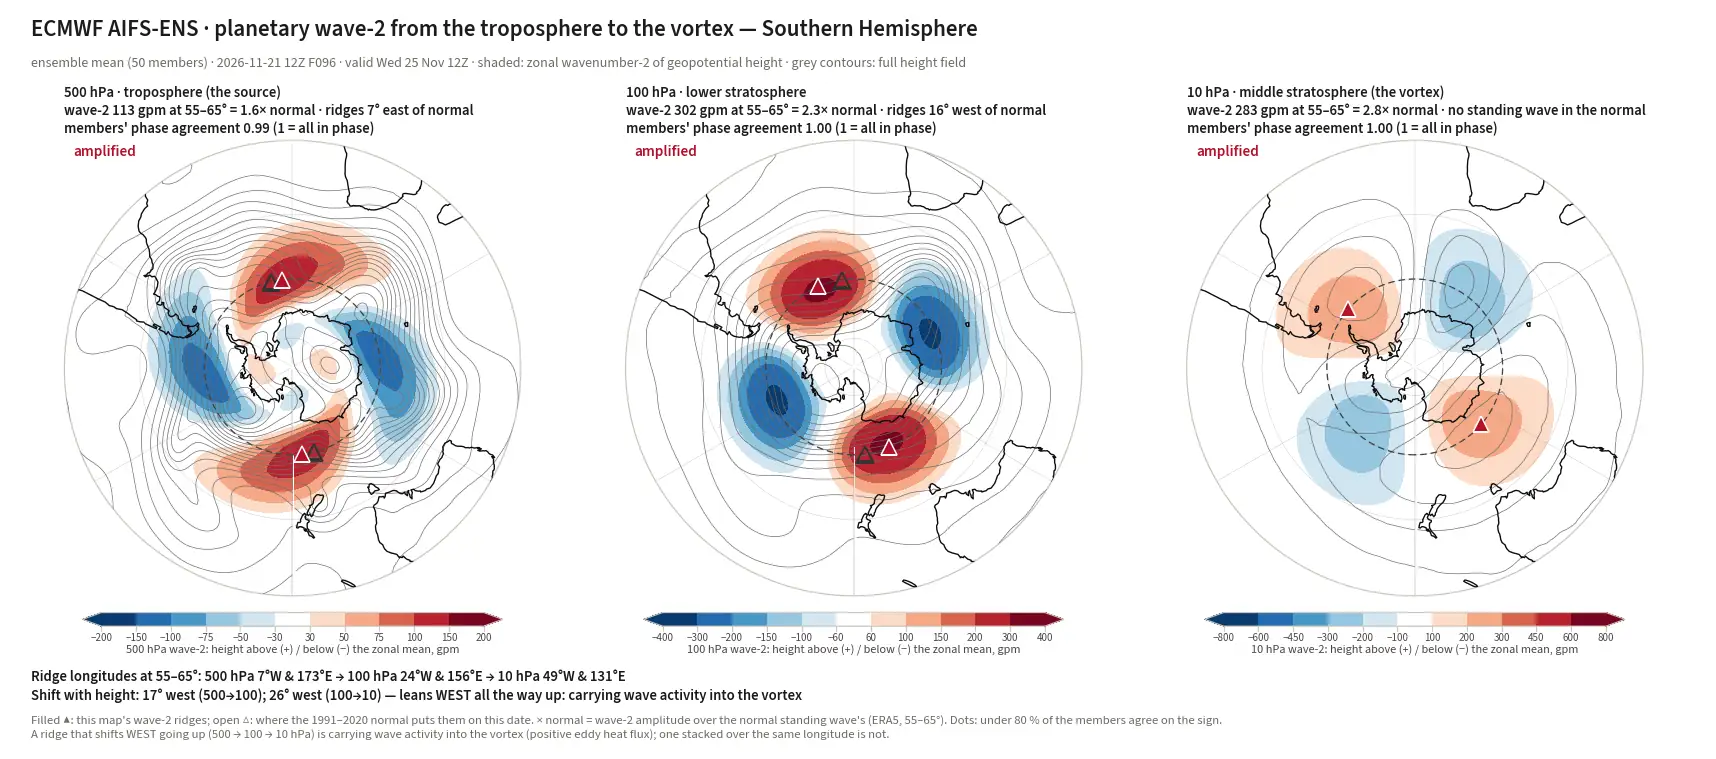 ECMWF AIFS-ENS · planetary wave-2 from the troposphere to the vortex — Southern Hemisphere
ensemble mean (50 members) · 2026-11-21 12Z F096 · valid Wed 25 Nov 12Z · shaded: zonal wavenumber-2 of geopotential height · grey contours: full height field
500 hPa · troposphere (the source)
wave-2 113 gpm at 55–65° = 1.6× normal · ridges 7° east of normal
members' phase agreement 0.99 (1 = all in phase)
amplified
100 hPa · lower stratosphere
wave-2 302 gpm at 55–65° = 2.3× normal · ridges 16° west of normal
members' phase agreement 1.00 (1 = all in phase)
amplified
10 hPa · middle stratosphere (the vortex)
wave-2 283 gpm at 55–65° = 2.8× normal · no standing wave in the normal
members' phase agreement 1.00 (1 = all in phase)
amplified
−200 −150 −100 −75 −50 −30 30 50 75 100 150 200
500 hPa wave-2: height above (+) / below (−) the zonal mean, gpm
−400 −300 −200 −150 −100 −60 60 100 150 200 300 400
100 hPa wave-2: height above (+) / below (−) the zonal mean, gpm
−800 −600 −450 −300 −200 −100 100 200 300 450 600 800
10 hPa wave-2: height above (+) / below (−) the zonal mean, gpm
Ridge longitudes at 55–65°: 500 hPa 7°W & 173°E → 100 hPa 24°W & 156°E → 10 hPa 49°W & 131°E
Shift with height: 17° west (500→100); 26° west (100→10) — leans WEST all the way up: carrying wave activity into the vortex
Filled ▲: this map's wave-2 ridges; open △: where the 1991–2020 normal puts them on this date. × normal = wave-2 amplitude over the normal standing wave's (ERA5, 55–65°). Dots: under 80 % of the members agree on the sign.
A ridge that shifts WEST going up (500 → 100 → 10 hPa) is carrying wave activity into the vortex (positive eddy heat flux); one stacked over the same longitude is not.